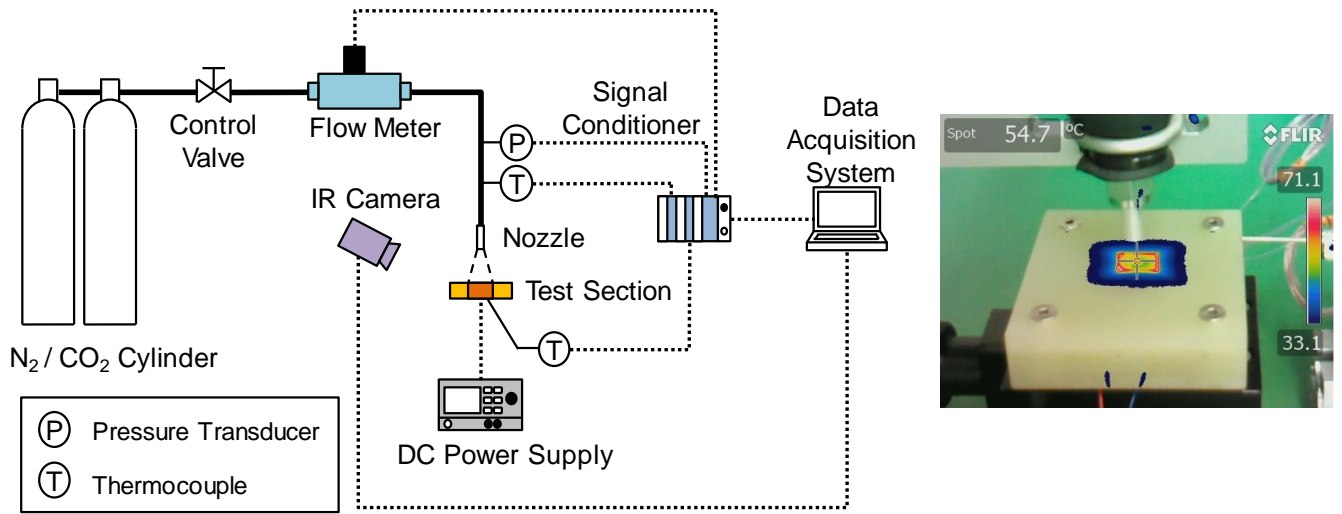 Control
Valve
Flow Meter
Signal
Conditioner
Data
Acquisition
System
P
T
IR Camera
Nozzle
Test Section
T
N₂ / CO₂ Cylinder
DC Power Supply
P Pressure Transducer
T Thermocouple
Spot 54.7 °C
FLIR
71.1
33.1